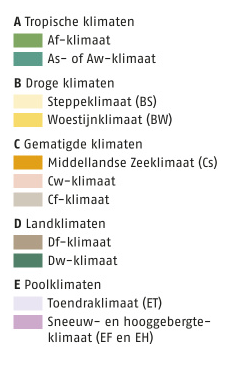 A Tropische klimaten
Af-klimaat
As- of Aw-klimaat
B Droge klimaten
Steppeklimaat (BS)
Woestijnklimaat (BW)
C Gematigde klimaten
Middellandse Zeeklimaat (Cs)
Cw-klimaat
Cf-klimaat
D Landklimaten
Df-klimaat
Dw-klimaat
E Poolklimaten
Toendraklimaat (ET)
Sneeuw- en hooggebergte-
klimaat (EF en EH)